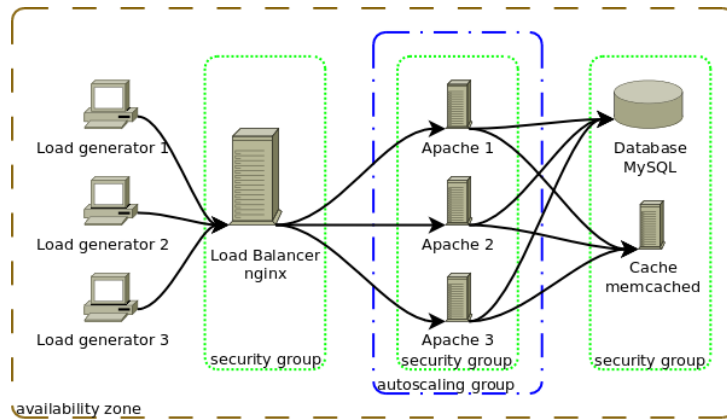 Load generator 1
Load generator 2
Load generator 3
Load Balancer
nginx
security group
Apache 1
Apache 2
Apache 3
security group
autoscaling group
Database
MySQL
Cache
memcached
security group
availability zone